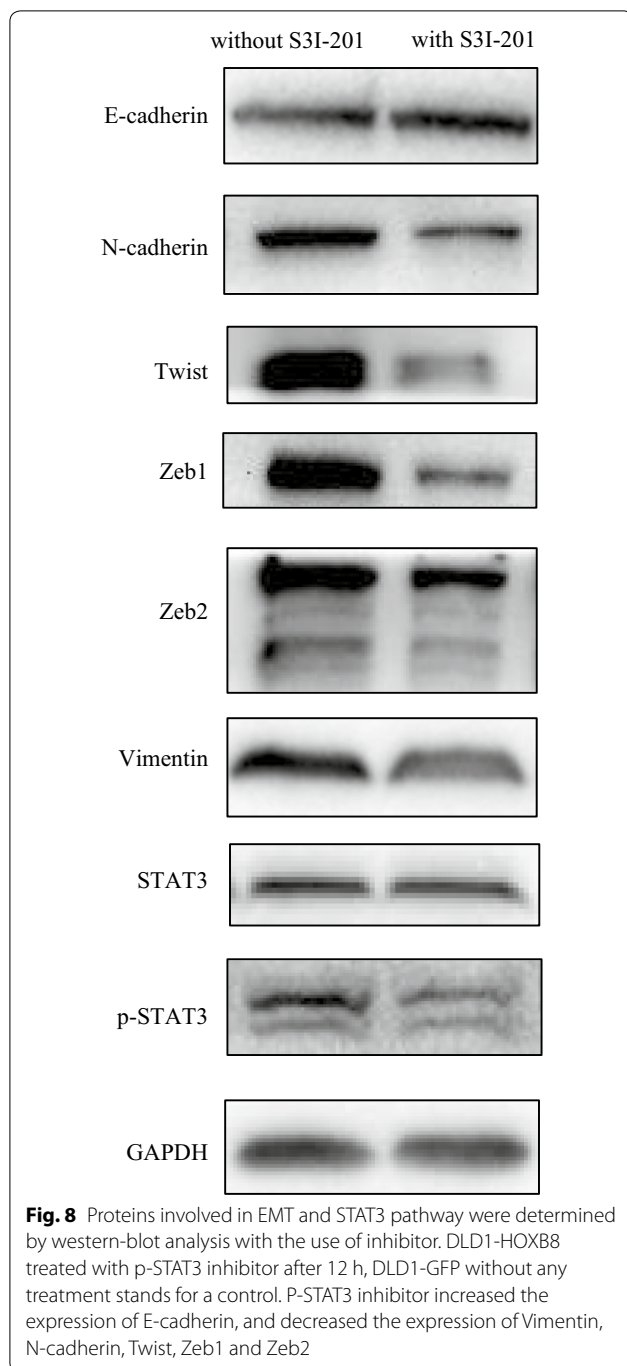 without S3I-201 with S3I-201
E-cadherin
N-cadherin
Twist
Zeb1
Zeb2
Vimentin
STAT3
p-STAT3
GAPDH
Fig. 8 Proteins involved in EMT and STAT3 pathway were determined
by western-blot analysis with the use of inhibitor. DLD1-HOXB8
treated with p-STAT3 inhibitor after 12 h, DLD1-GFP without any
treatment stands for a control. P-STAT3 inhibitor increased the
expression of E-cadherin, and decreased the expression of Vimentin,
N-cadherin, Twist, Zeb1 and Zeb2